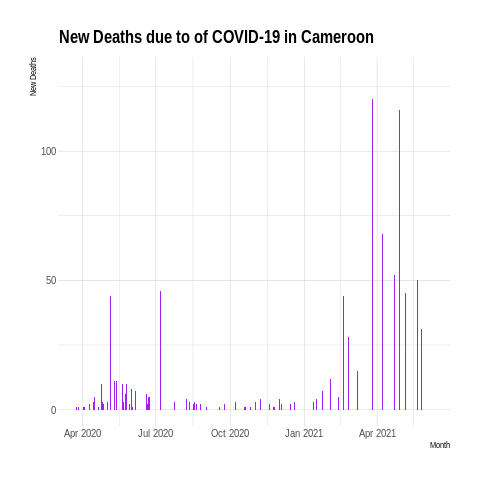 New Deaths due to of COVID-19 in Cameroon
New Deaths
100
50
0
Apr 2020 Jul 2020 Oct 2020 Jan 2021 Apr 2021
Month